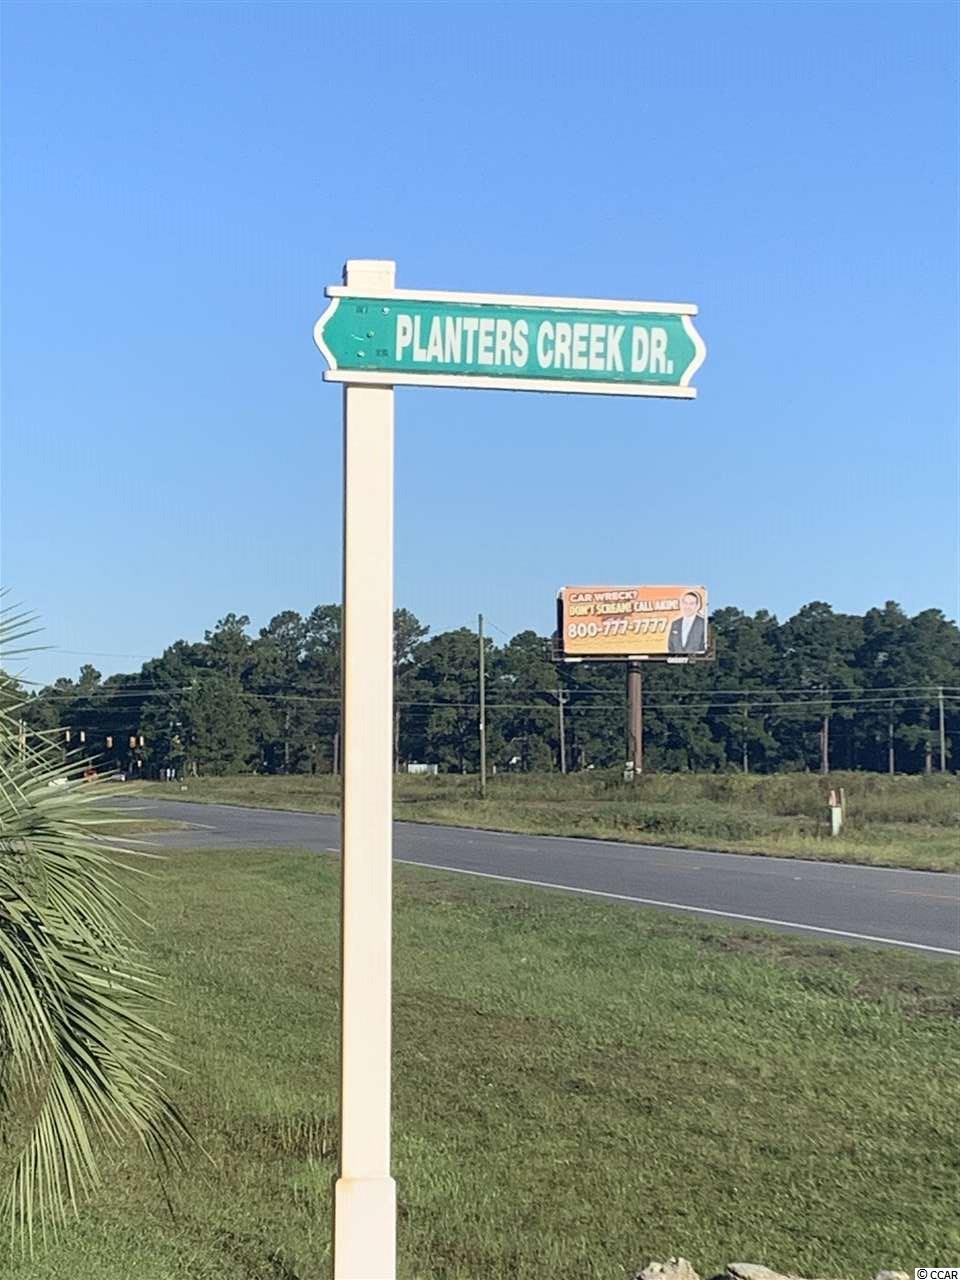 PLANTERS CREEK DR.
CAR WRECK?
DON'T SCREAM! CALL AKIM!
800-777-7777
© CCAR